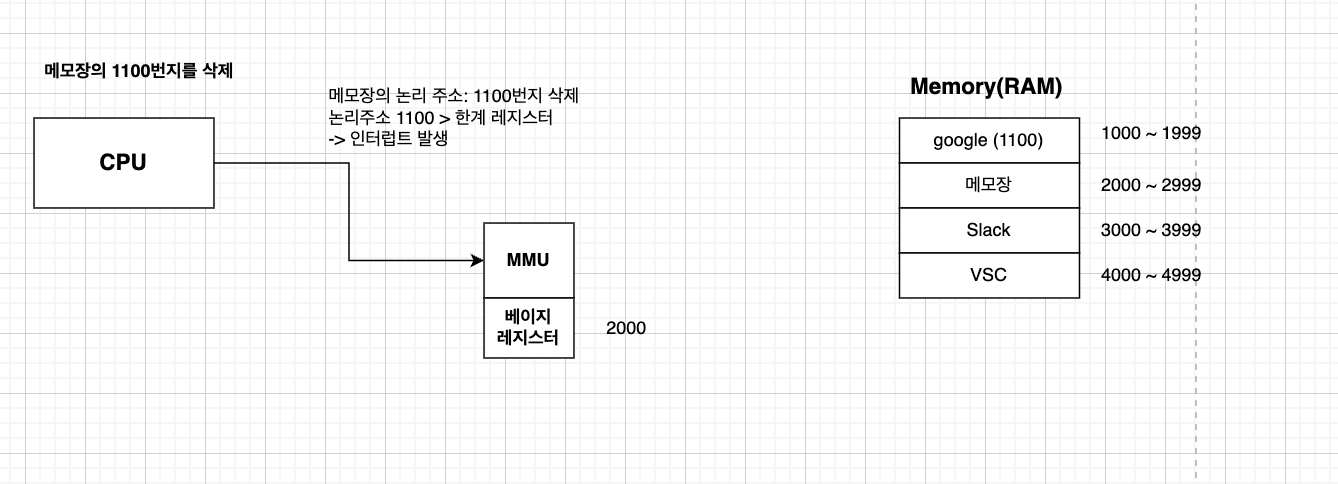 메모장의 1100번지를 삭제
CPU
메모장의 논리 주소: 1100번지 삭제
논리주소 1100 > 한계 레지스터
-> 인터럽트 발생
MMU
베이지
레지스터
2000
Memory(RAM)
google (1100)
1000 ~ 1999
메모장
2000 ~ 2999
Slack
3000 ~ 3999
VSC
4000 ~ 4999